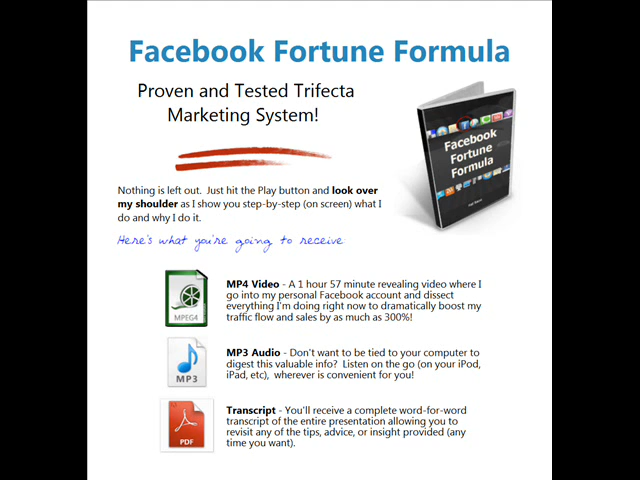 Facebook Fortune Formula
Proven and Tested Trifecta
Marketing System!
Facebook
Fortune
Formula
Nothing is left out. Just hit the Play button and look over
my shoulder as I show you step-by-step (on screen) what I
do and why I do it.
Here's what you're going to receive:
MPEG4
MP4 Video - A 1 hour 57 minute revealing video where I
go into my personal Facebook account and dissect
everything I'm doing right now to dramatically boost my
traffic flow and sales by as much as 300%!
MP3
MP3 Audio - Don't want to be tied to your computer to
digest this valuable info? Listen on the go (on your iPod,
iPad, etc), wherever is convenient for you!
PDF
Transcript - You'll receive a complete word-for-word
transcript of the entire presentation allowing you to
revisit any of the tips, advice, or insight provided (any
time you want).